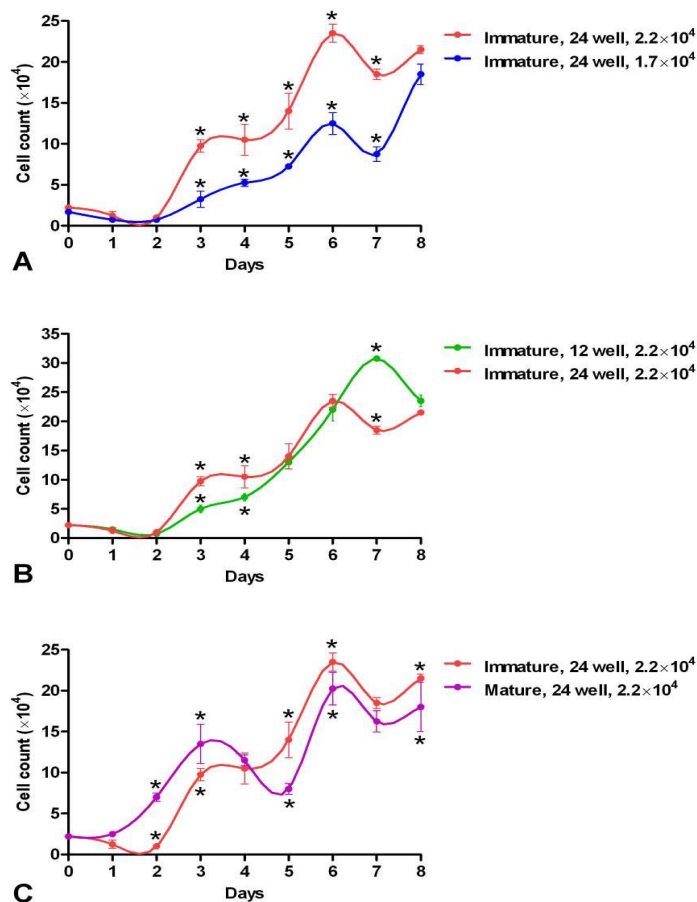 25
20
15
10
5
0
Cell count (×10⁴)
* * * * *
* * * * *
0 1 2 3 4 5 6 7 8
Days
A
Immature, 24 well, 2.2×10⁴
Immature, 24 well, 1.7×10⁴
35
30
25
20
15
10
5
0
Cell count (×10⁴)
* * *
* * *
0 1 2 3 4 5 6 7 8
Days
B
Immature, 12 well, 2.2×10⁴
Immature, 24 well, 2.2×10⁴
25
20
15
10
5
0
Cell count (×10⁴)
* * * * *
* * * * *
0 1 2 3 4 5 6 7 8
Days
C
Immature, 24 well, 2.2×10⁴
Mature, 24 well, 2.2×10⁴